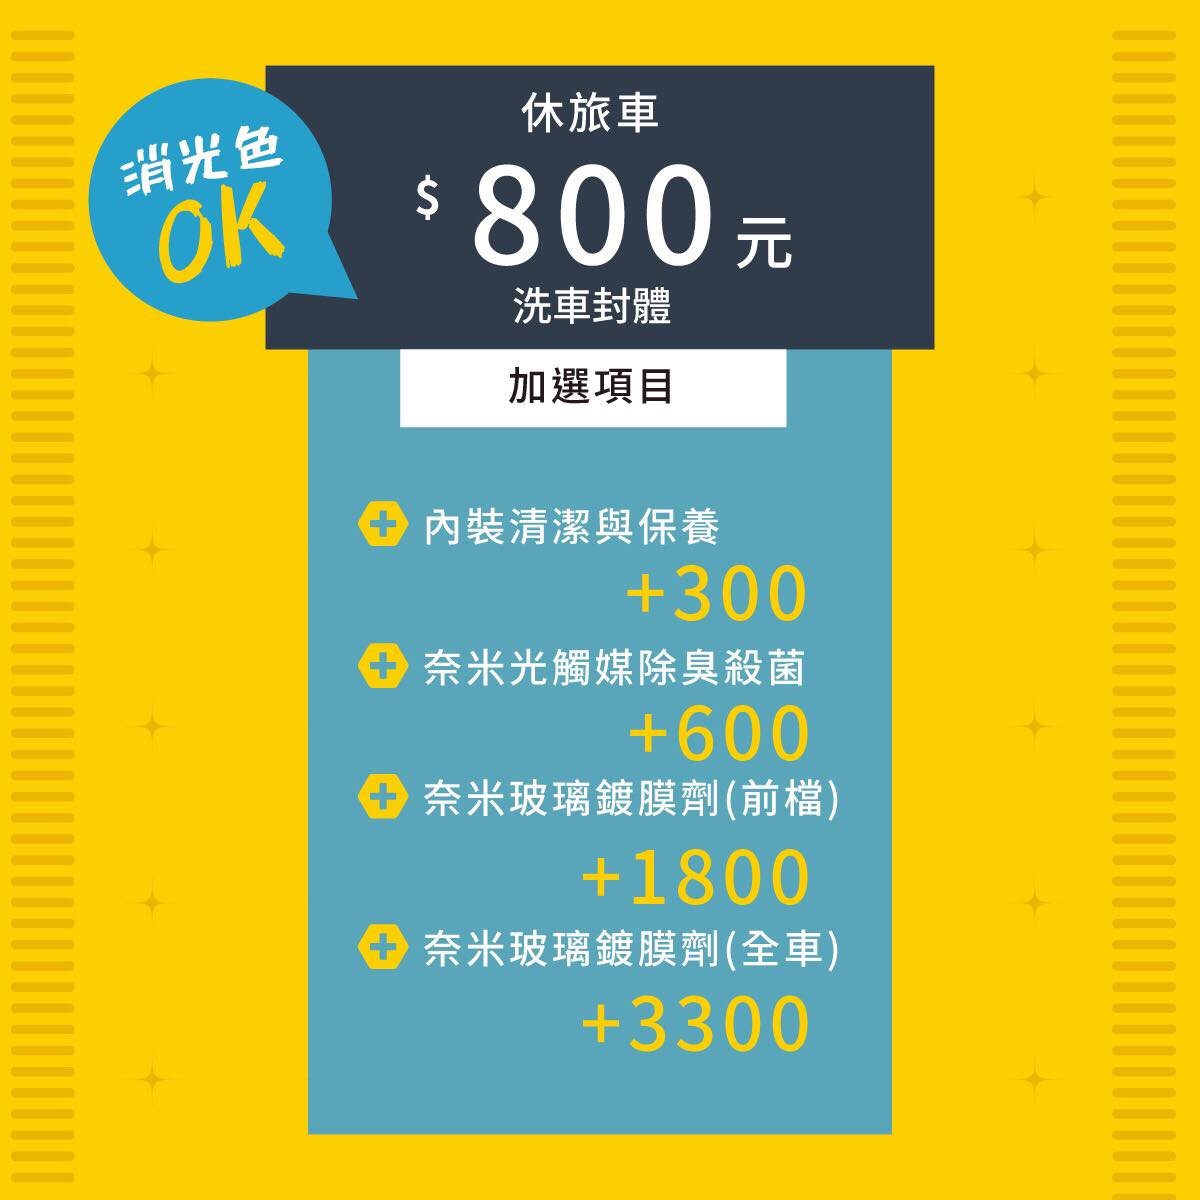 消光色
OK
休旅車
$ 800 元
洗車封體
加選項目
內裝清潔與保養
+300
奈米光觸媒除臭殺菌
+600
奈米玻璃鍍膜劑(前檔)
+1800
奈米玻璃鍍膜劑(全車)
+3300